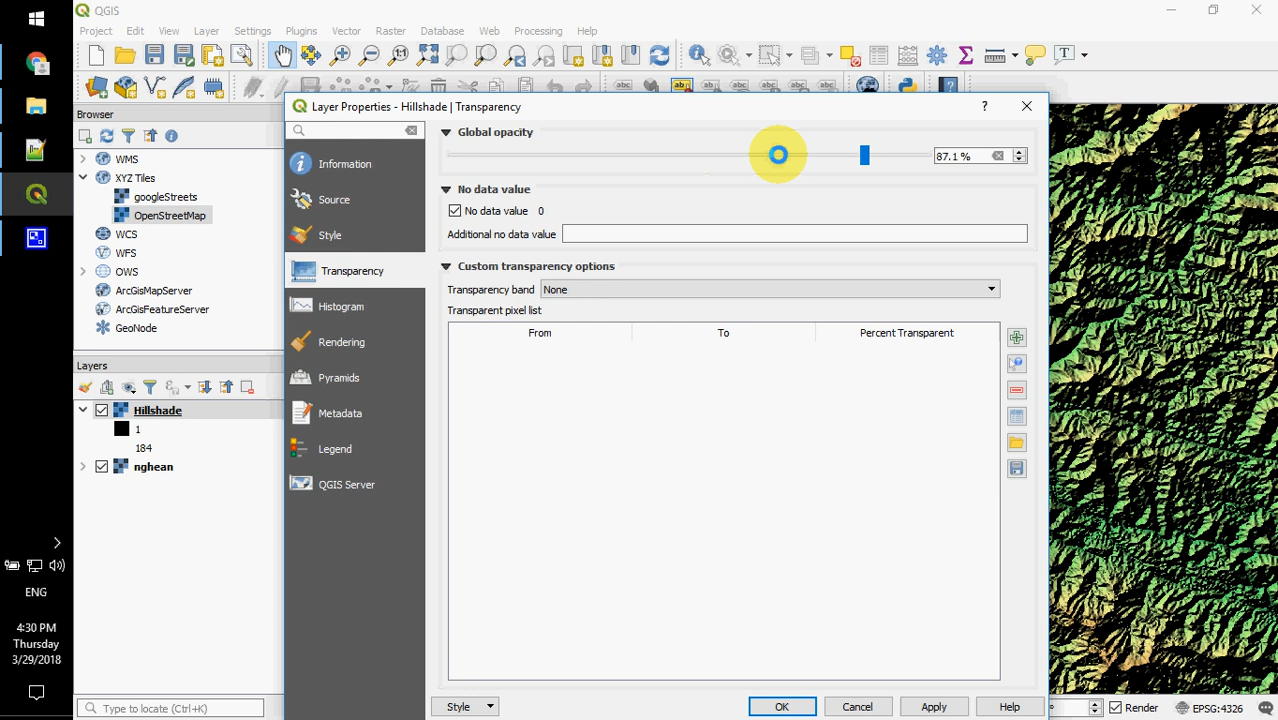 QGIS
Project Edit View Layer Settings Plugins Vector Raster Database Web Processing Help
Browser
WMS
XYZ Tiles
googleStreets
OpenStreetMap
WCS
WFS
OWS
ArcGisMapServer
ArcGisFeatureServer
GeoNode
Layers
Hillshade
1
184
nghean
Type to locate (Ctrl+K)
Layer Properties - Hillshade | Transparency
Information
Source
Style
Transparency
Histogram
Rendering
Pyramids
Metadata
Legend
QGIS Server
Global opacity
87.1 %
No data value
No data value 0
Additional no data value
Custom transparency options
Transparency band None
Transparent pixel list
From To Percent Transparent
Style OK Cancel Apply Help
Render EPSG:4326
ENG
4:30 PM
Thursday
3/29/2018